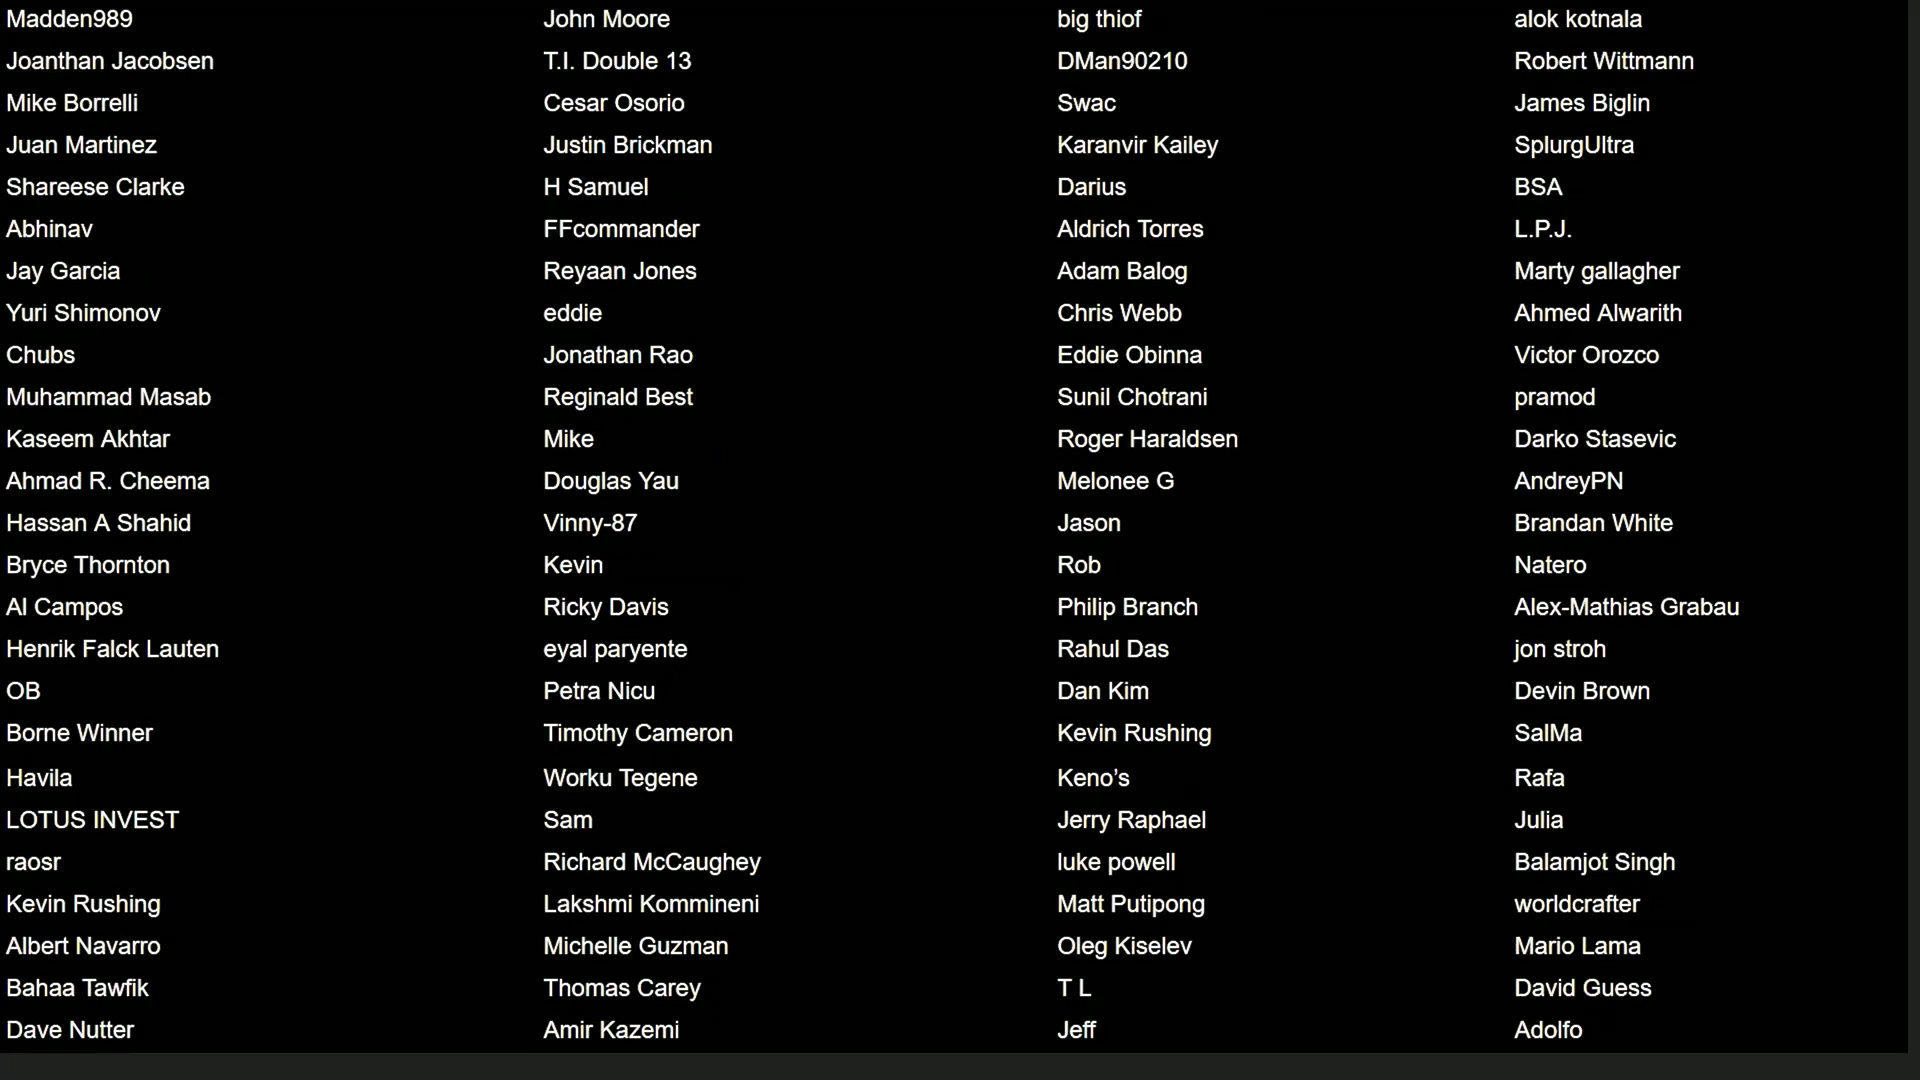 Madden989 John Moore big thiof alok kotnala
Joanthan Jacobsen T.I. Double 13 DMan90210 Robert Wittmann
Mike Borrelli Cesar Osorio Swac James Biglin
Juan Martinez Justin Brickman Karanvir Kailey SplurgUltra
Shareese Clarke H Samuel Darius BSA
Abhinav FFcommander Aldrich Torres L.P.J.
Jay Garcia Reyaan Jones Adam Balog Marty gallagher
Yuri Shimonov eddie Chris Webb Ahmed Alwarith
Chubs Jonathan Rao Eddie Obinna Victor Orozco
Muhammad Masab Reginald Best Sunil Chotrani pramod
Kaseem Akhtar Mike Roger Haraldsen Darko Stasevic
Ahmad R. Cheema Douglas Yau Melonee G AndreyPN
Hassan A Shahid Vinny-87 Jason Brandan White
Bryce Thornton Kevin Rob Natero
Al Campos Ricky Davis Philip Branch Alex-Mathias Grabau
Henrik Falck Lauten eyal paryente Rahul Das jon stroh
OB Petra Nicu Dan Kim Devin Brown
Borne Winner Timothy Cameron Kevin Rushing SalMa
Havila Worku Tegene Keno’s Rafa
LOTUS INVEST Sam Jerry Raphael Julia
raosr Richard McCaughey luke powell Balamjot Singh
Kevin Rushing Lakshmi Kommineni Matt Putipong worldcrafter
Albert Navarro Michelle Guzman Oleg Kiselev Mario Lama
Bahaa Tawfik Thomas Carey T L David Guess
Dave Nutter Amir Kazemi Jeff Adolfo